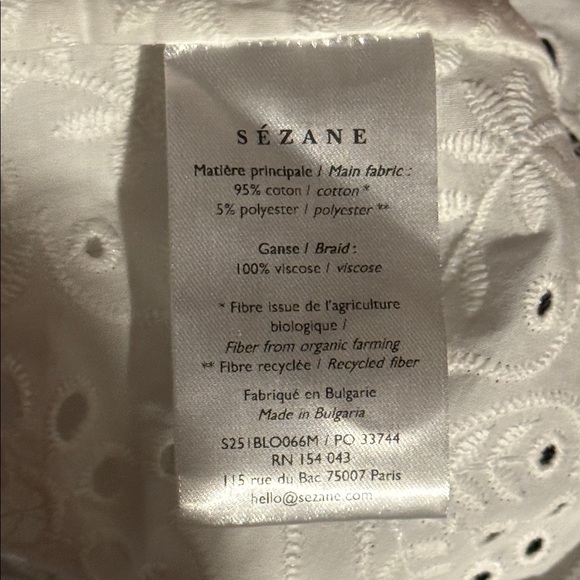 SÉZANE
Matière principale / Main fabric :
95% coton / cotton *
5% polyester / polyester **
Ganse / Braid :
100% viscose / viscose
* Fibre issue de l'agriculture
biologique /
Fiber from organic farming
** Fibre recyclée / Recycled fiber
Fabriqué en Bulgarie
Made in Bulgaria
S251BLO066M / PO 33744
RN 154 043
115 rue du Bac 75007 Paris
hello@sezane.com